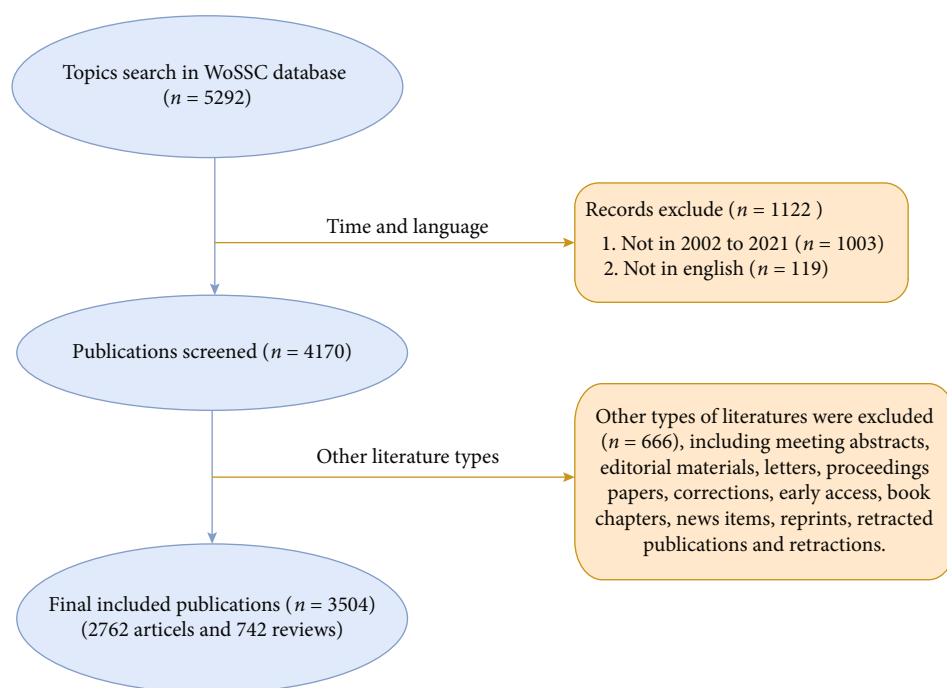 Topics search in WoSSC database
(n = 5292)
Time and language
Records exclude (n = 1122 )
1. Not in 2002 to 2021 (n = 1003)
2. Not in english (n = 119)
Publications screened (n = 4170)
Other literature types
Other types of literatures were excluded
(n = 666), including meeting abstracts,
editorial materials, letters, proceedings
papers, corrections, early access, book
chapters, news items, reprints, retracted
publications and retractions.
Final included publications (n = 3504)
(2762 articels and 742 reviews)